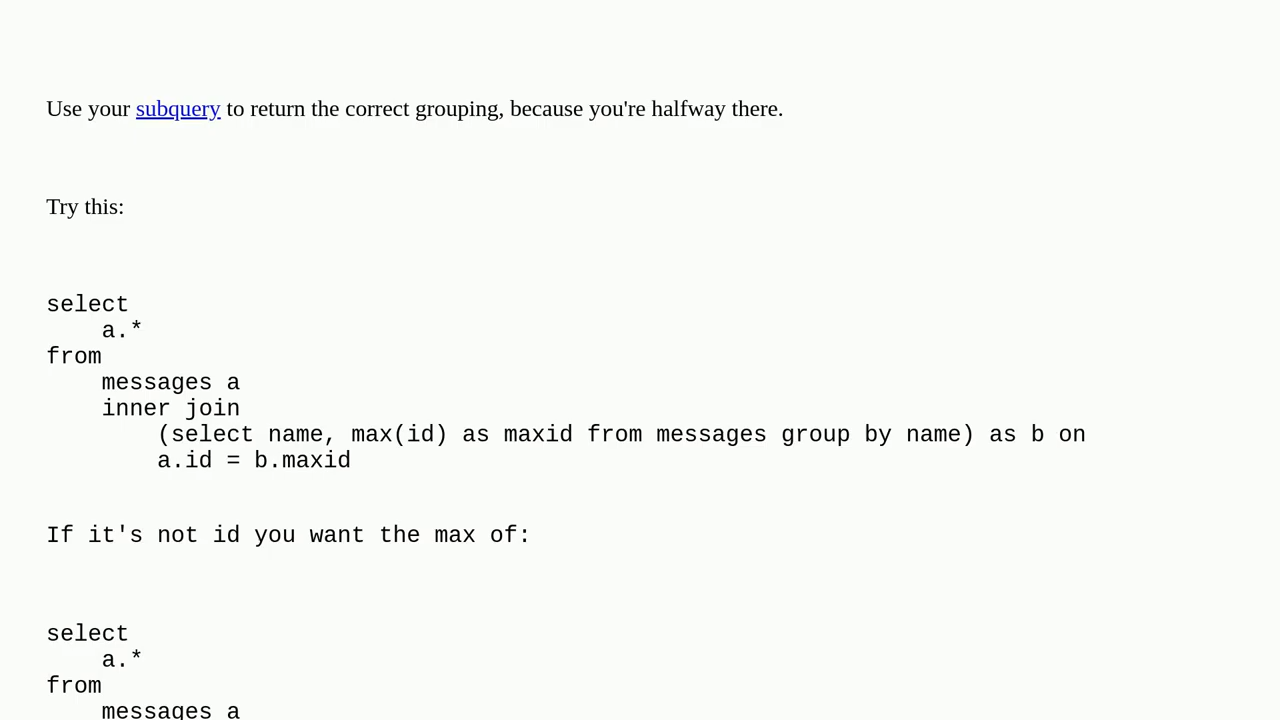 Use your subquery to return the correct grouping, because you're halfway there.
Try this:
select
    a.*
from
    messages a
    inner join
        (select name, max(id) as maxid from messages group by name) as b on
        a.id = b.maxid
If it's not id you want the max of:
select
    a.*
from
    messages a